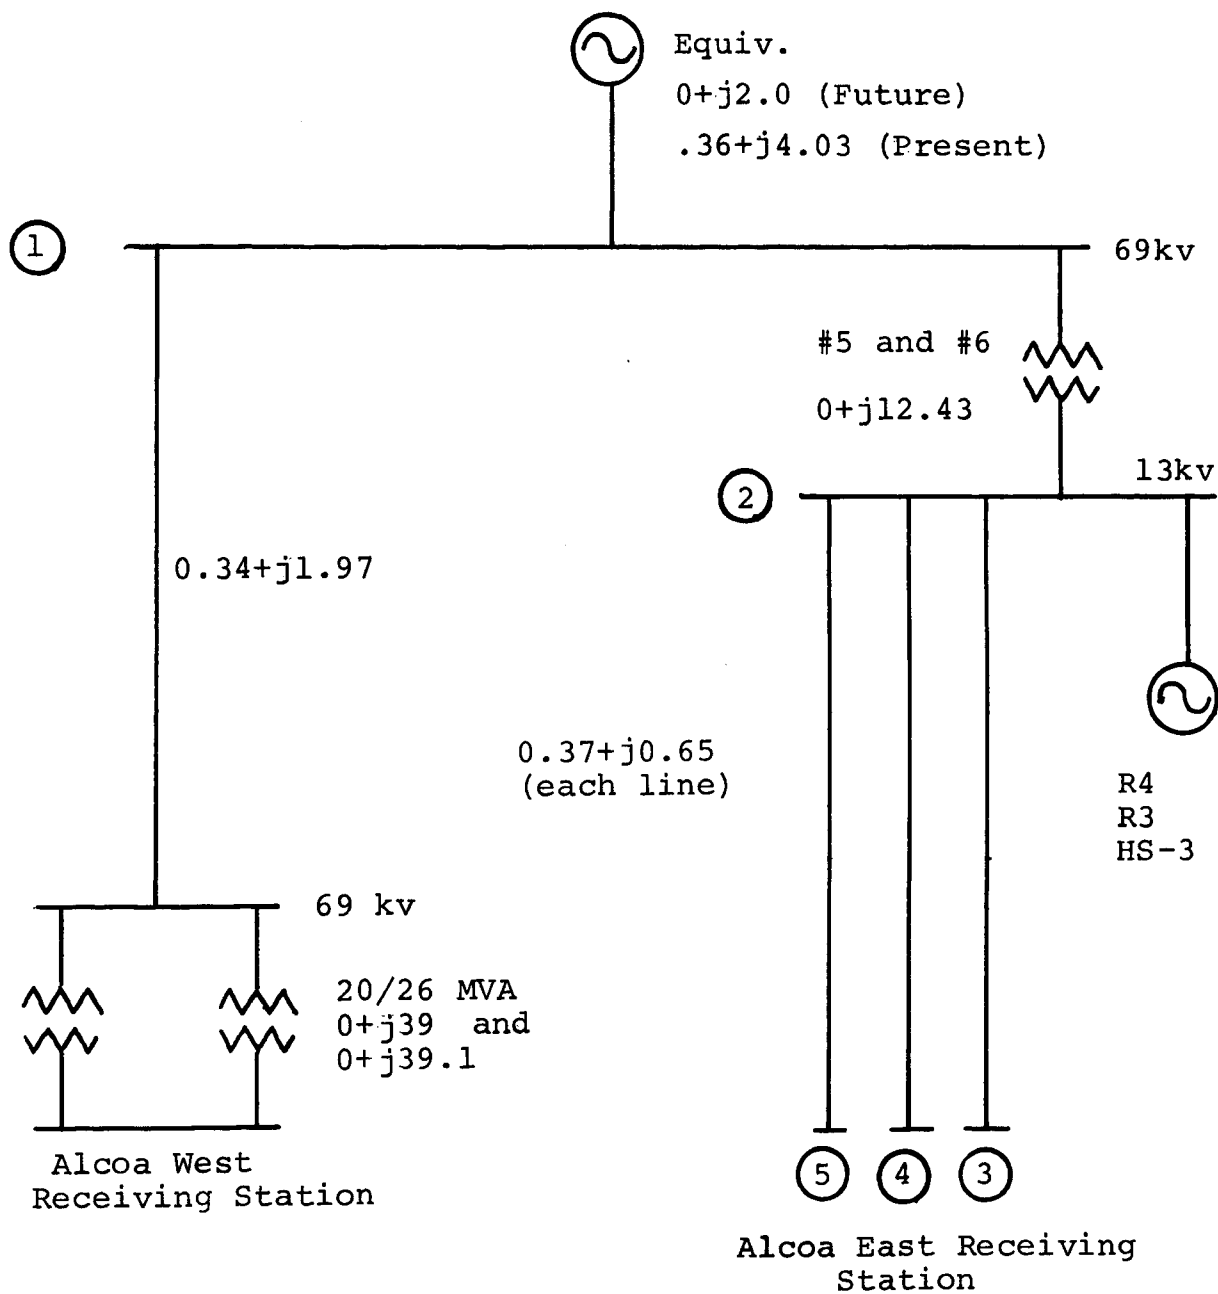 Equiv.
0+j2.0 (Future)
.36+j4.03 (Present)
1
69kv
#5 and #6
0+j12.43
13kv
2
0.34+j1.97
0.37+j0.65
(each line)
R4
R3
HS-3
69 kv
20/26 MVA
0+j39 and
0+j39.1
Alcoa West
Receiving Station
5 4 3
Alcoa East Receiving
Station